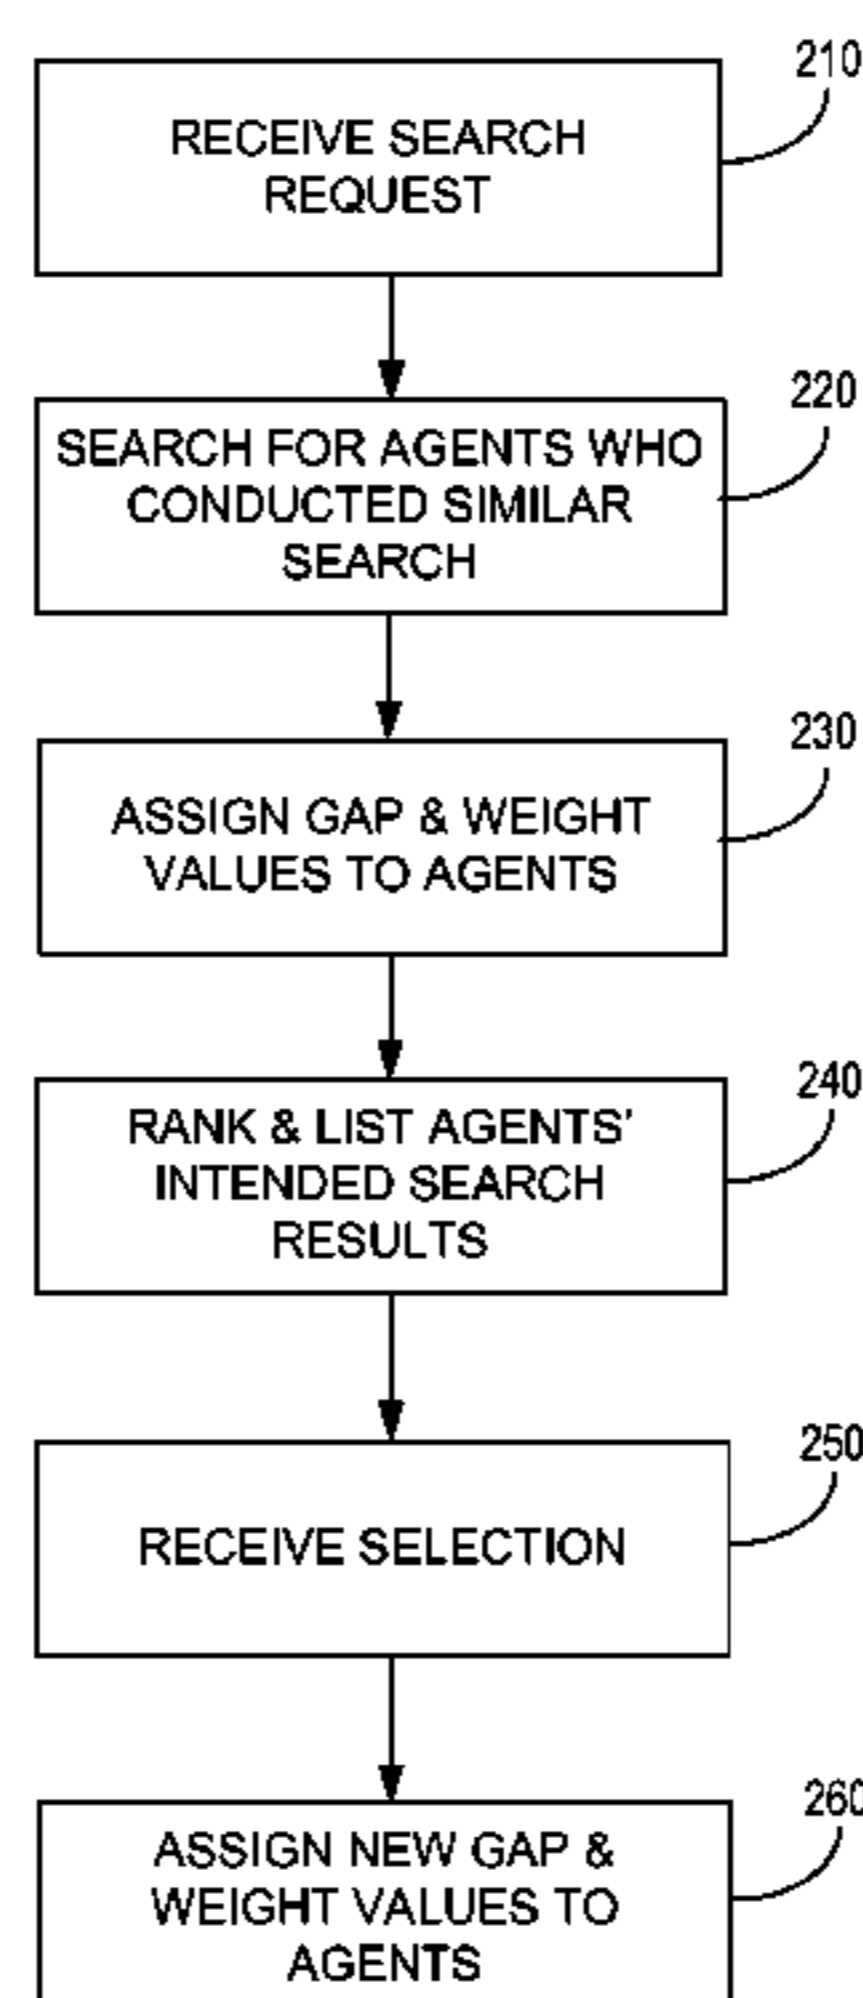 210
RECEIVE SEARCH
REQUEST
220
SEARCH FOR AGENTS WHO
CONDUCTED SIMILAR
SEARCH
230
ASSIGN GAP & WEIGHT
VALUES TO AGENTS
240
RANK & LIST AGENTS'
INTENDED SEARCH
RESULTS
250
RECEIVE SELECTION
260
ASSIGN NEW GAP &
WEIGHT VALUES TO
AGENTS